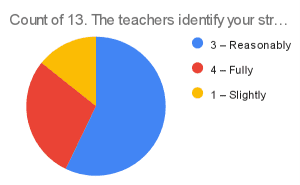 Count of 13. The teachers identify your str…
3 – Reasonably
4 – Fully
1 – Slightly